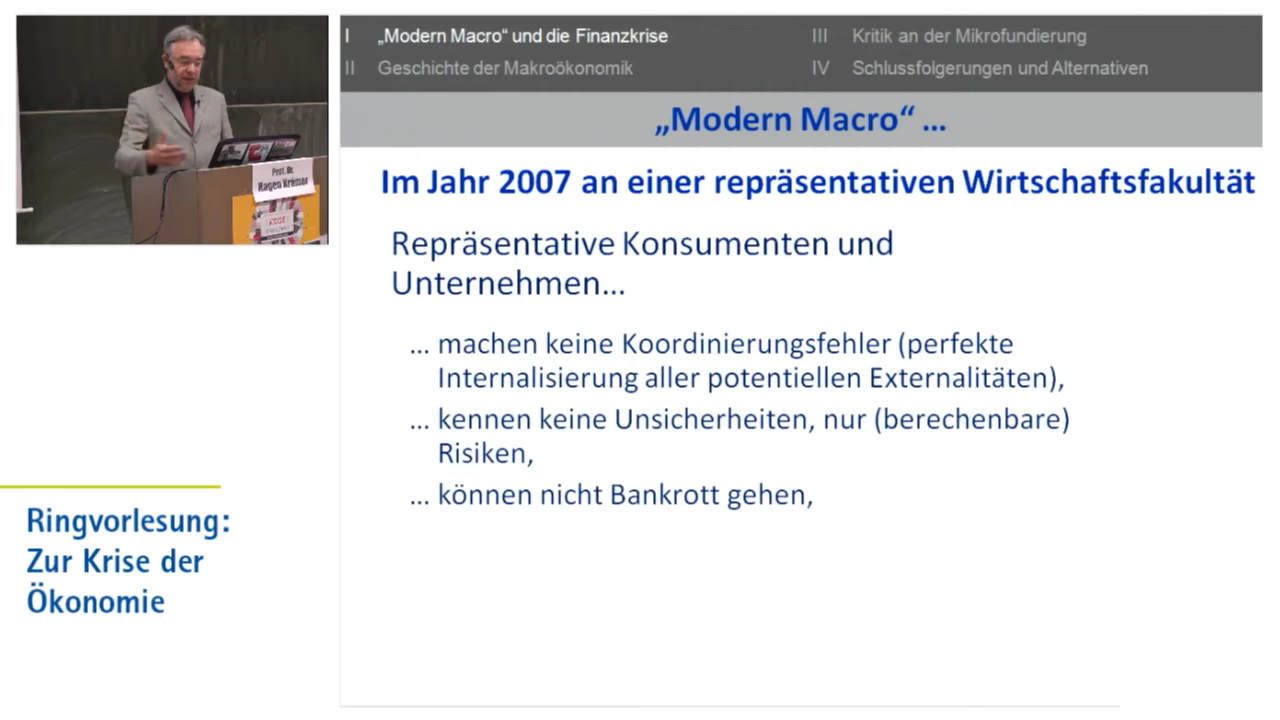 I „Modern Macro“ und die Finanzkrise
II Geschichte der Makroökonomik
III Kritik an der Mikrofundierung
IV Schlussfolgerungen und Alternativen
„Modern Macro“ ...
Im Jahr 2007 an einer repräsentativen Wirtschaftsfakultät
Repräsentative Konsumenten und
Unternehmen...
... machen keine Koordinierungsfehler (perfekte
Internalisierung aller potentiellen Externalitäten),
... kennen keine Unsicherheiten, nur (berechenbare)
Risiken,
... können nicht Bankrott gehen,
Prof. Dr.
Hagen Krämer
Ringvorlesung:
Zur Krise der
Ökonomie